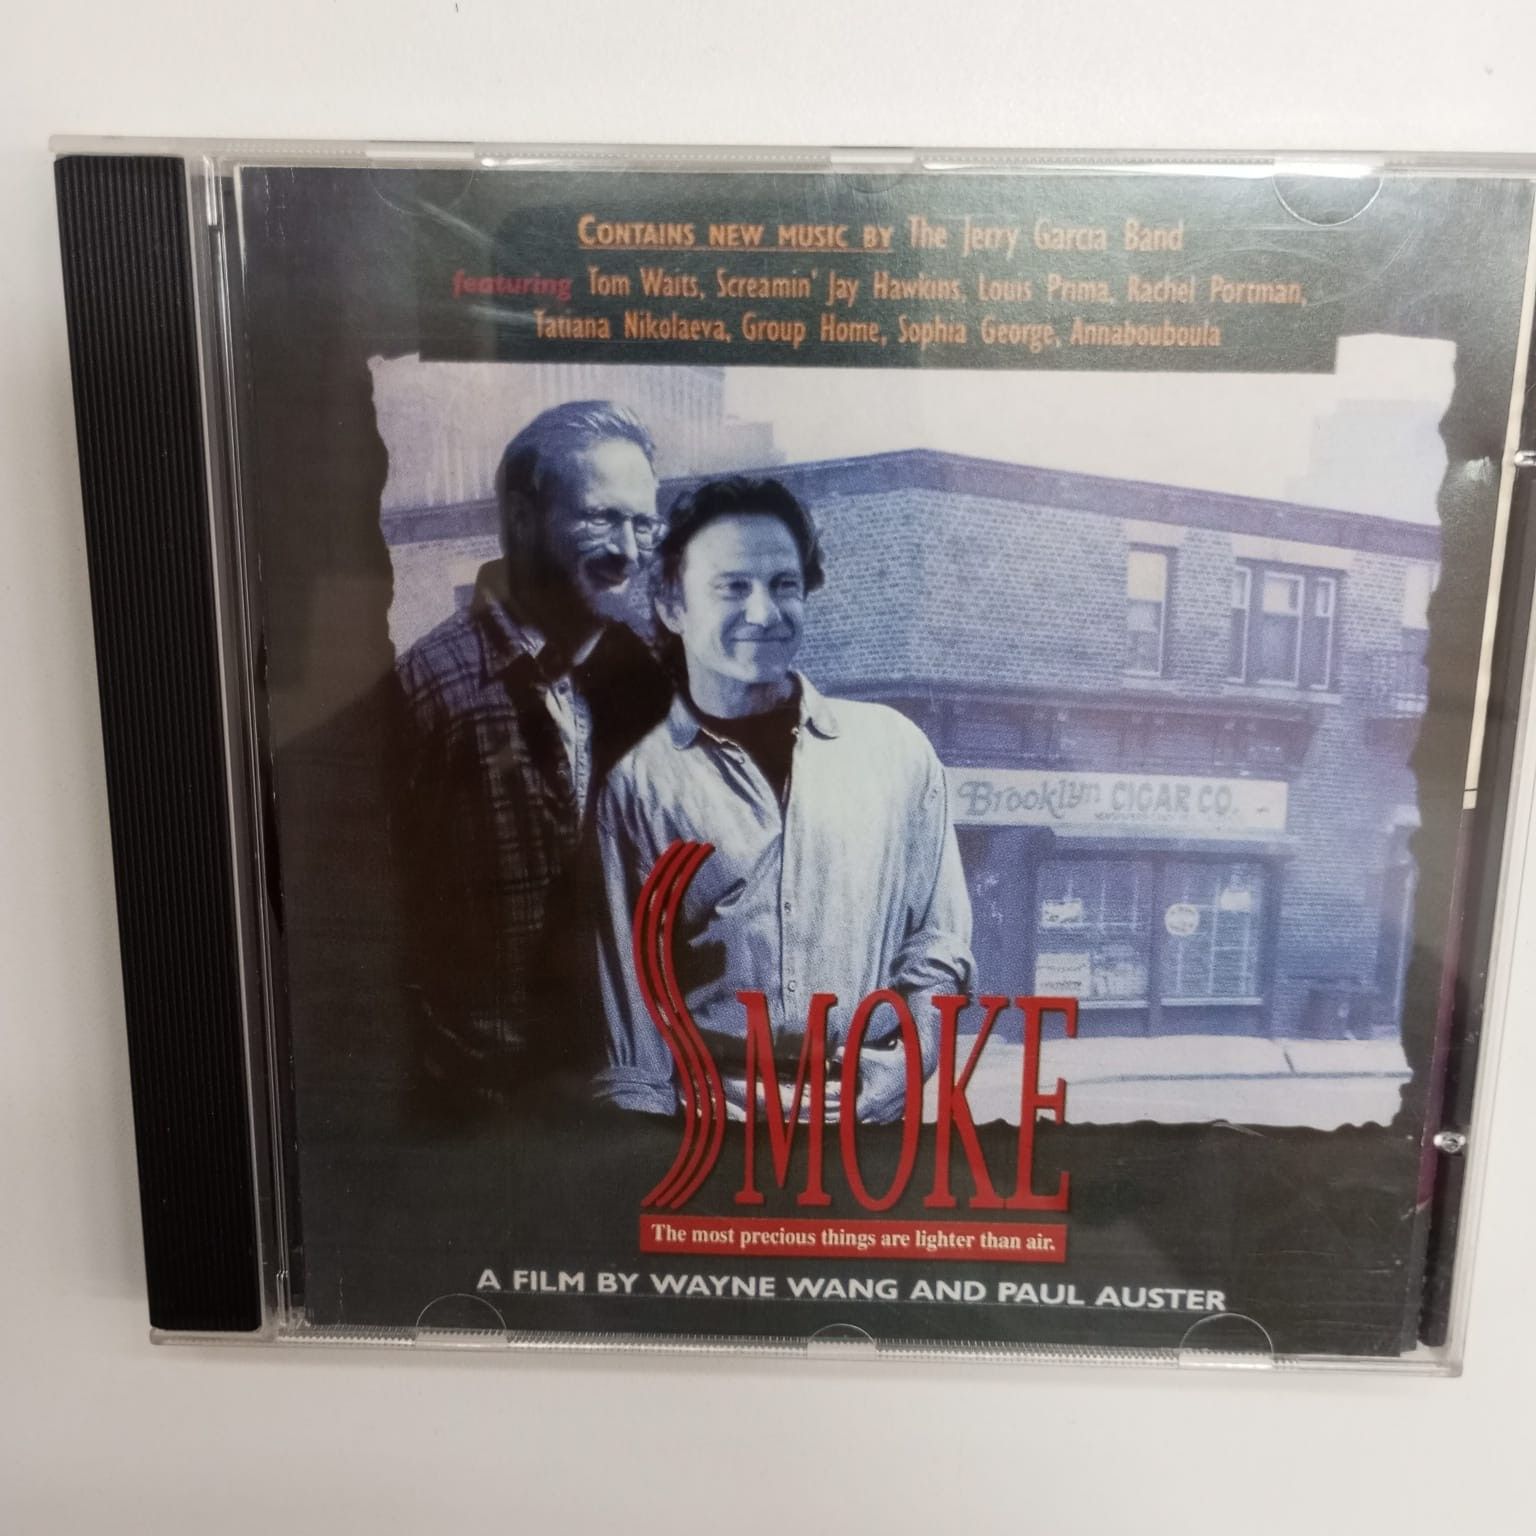 CONTAINS NEW MUSIC BY The Jerry Garcia Band
featuring Tom Waits, Screamin' Jay Hawkins, Louis Prima, Rachel Portman,
Tatiana Nikolaeva, Group Home, Sophia George, Annabouboula
Brooklyn CIGAR CO.
SMOKE
The most precious things are lighter than air.
A FILM BY WAYNE WANG AND PAUL AUSTER